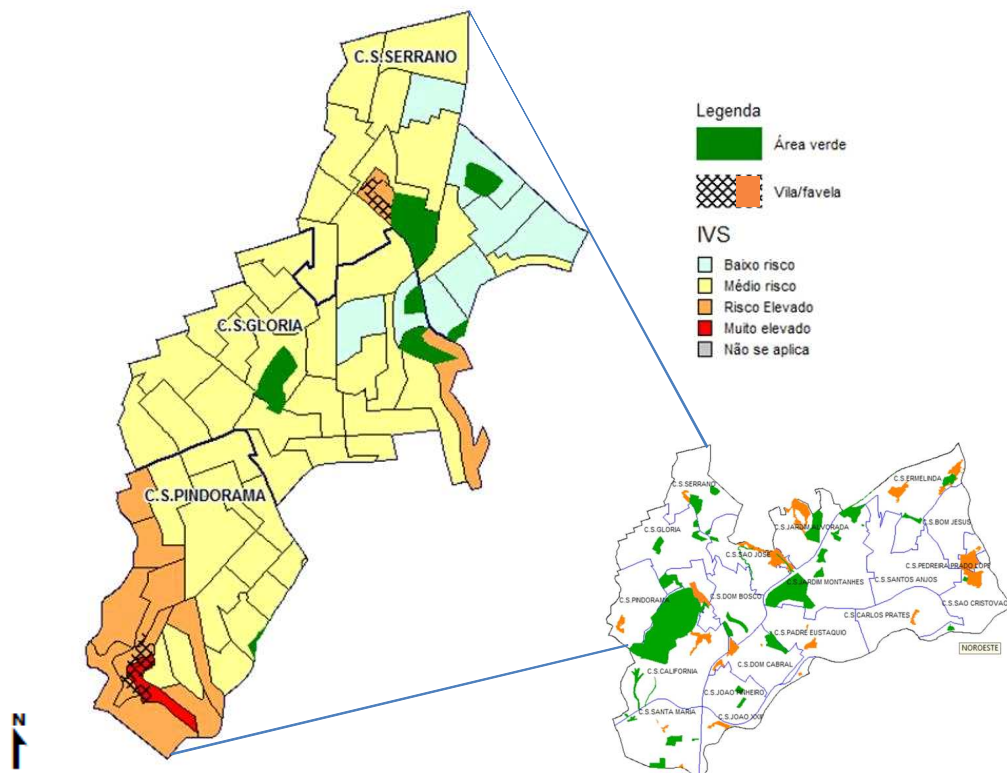 C.S.SERRANO
C.S.GLORIA
C.S.PINDORAMA
N
Legenda
Área verde
Vila/favela
IVS
Baixo risco
Médio risco
Risco Elevado
Muito elevado
Não se aplica
C.S.SERRANO
C.S.ERMELINDA
C.S.GLORIA
C.S.JARDIM ALVORADA
C.S.BOM JESUS
C.S.SAO JOSE
C.S.PEDREIRA PRADO LOPE
C.S.JARDIM MONTANHES
C.S.SANTOS ANJOS
C.S.PINDORAMA
C.S.DOM BOSCO
C.S.SAO CRISTOVAO
C.S.CARLOS PRATES
C.S.PADRE EUSTAQUIO
NOROESTE
C.S.DOM CABRAL
C.S.CALIFORNIA
C.S.JOAO PINHEIRO
C.S.SANTA MARIA
C.S.JOAO XXIII